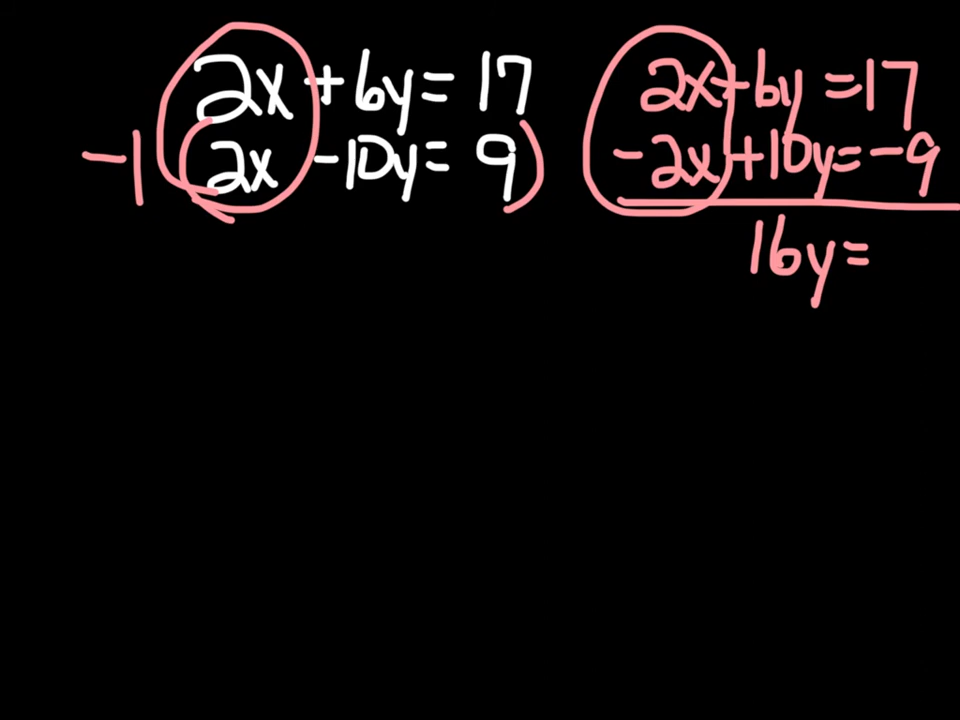 2x + 6y = 17
-1(2x - 10y = 9)
2x + 6y = 17
-2x + 10y = -9
16y =